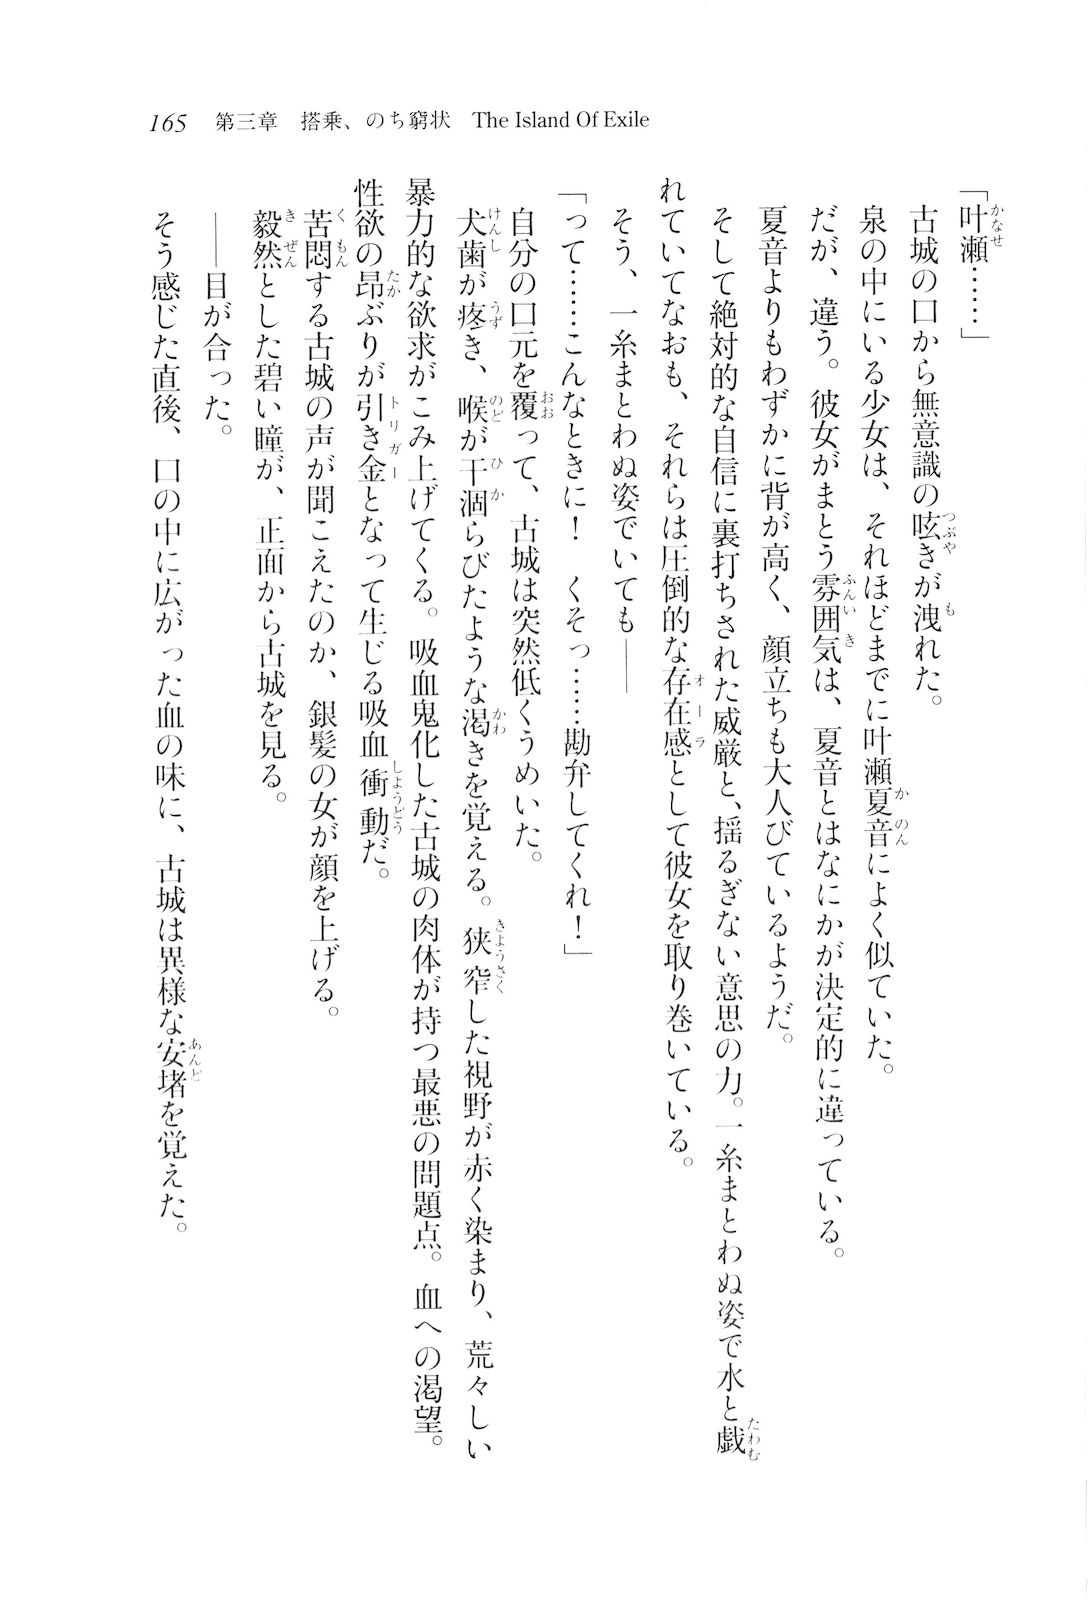 165　第三章　搭乗、のち窮状　The Island Of Exile
「叶瀬……」
古城の口から無意識の呟きが洩れた。
泉の中にいる少女は、それほどまでに叶瀬夏音によく似ていた。
だが、違う。彼女がまとう雰囲気は、夏音とはなにかが決定的に違っている。
夏音よりもわずかに背が高く、顔立ちも大人びているようだ。
そして絶対的な自信に裏打ちされた威厳と、揺るぎない意思の力。一糸まとわぬ姿で水と戯
れていてなおも、それらは圧倒的な存在感として彼女を取り巻いている。
そう、一糸まとわぬ姿でいても――
「って………こんなときに！　くそっ……勘弁してくれ！」
自分の口元を覆って、古城は突然低くうめいた。
犬歯が疼き、喉が干涸らびたような渇きを覚える。狭窄した視野が赤く染まり、荒々しい
暴力的な欲求がこみ上げてくる。吸血鬼化した古城の肉体が持つ最悪の問題点。血への渇望。
性欲の昂ぶりが引き金となって生じる吸血衝動だ。
苦悶する古城の声が聞こえたのか、銀髪の女が顔を上げる。
毅然とした碧い瞳が、正面から古城を見る。
――目が合った。
そう感じた直後、口の中に広がった血の味に、古城は異様な安堵を覚えた。